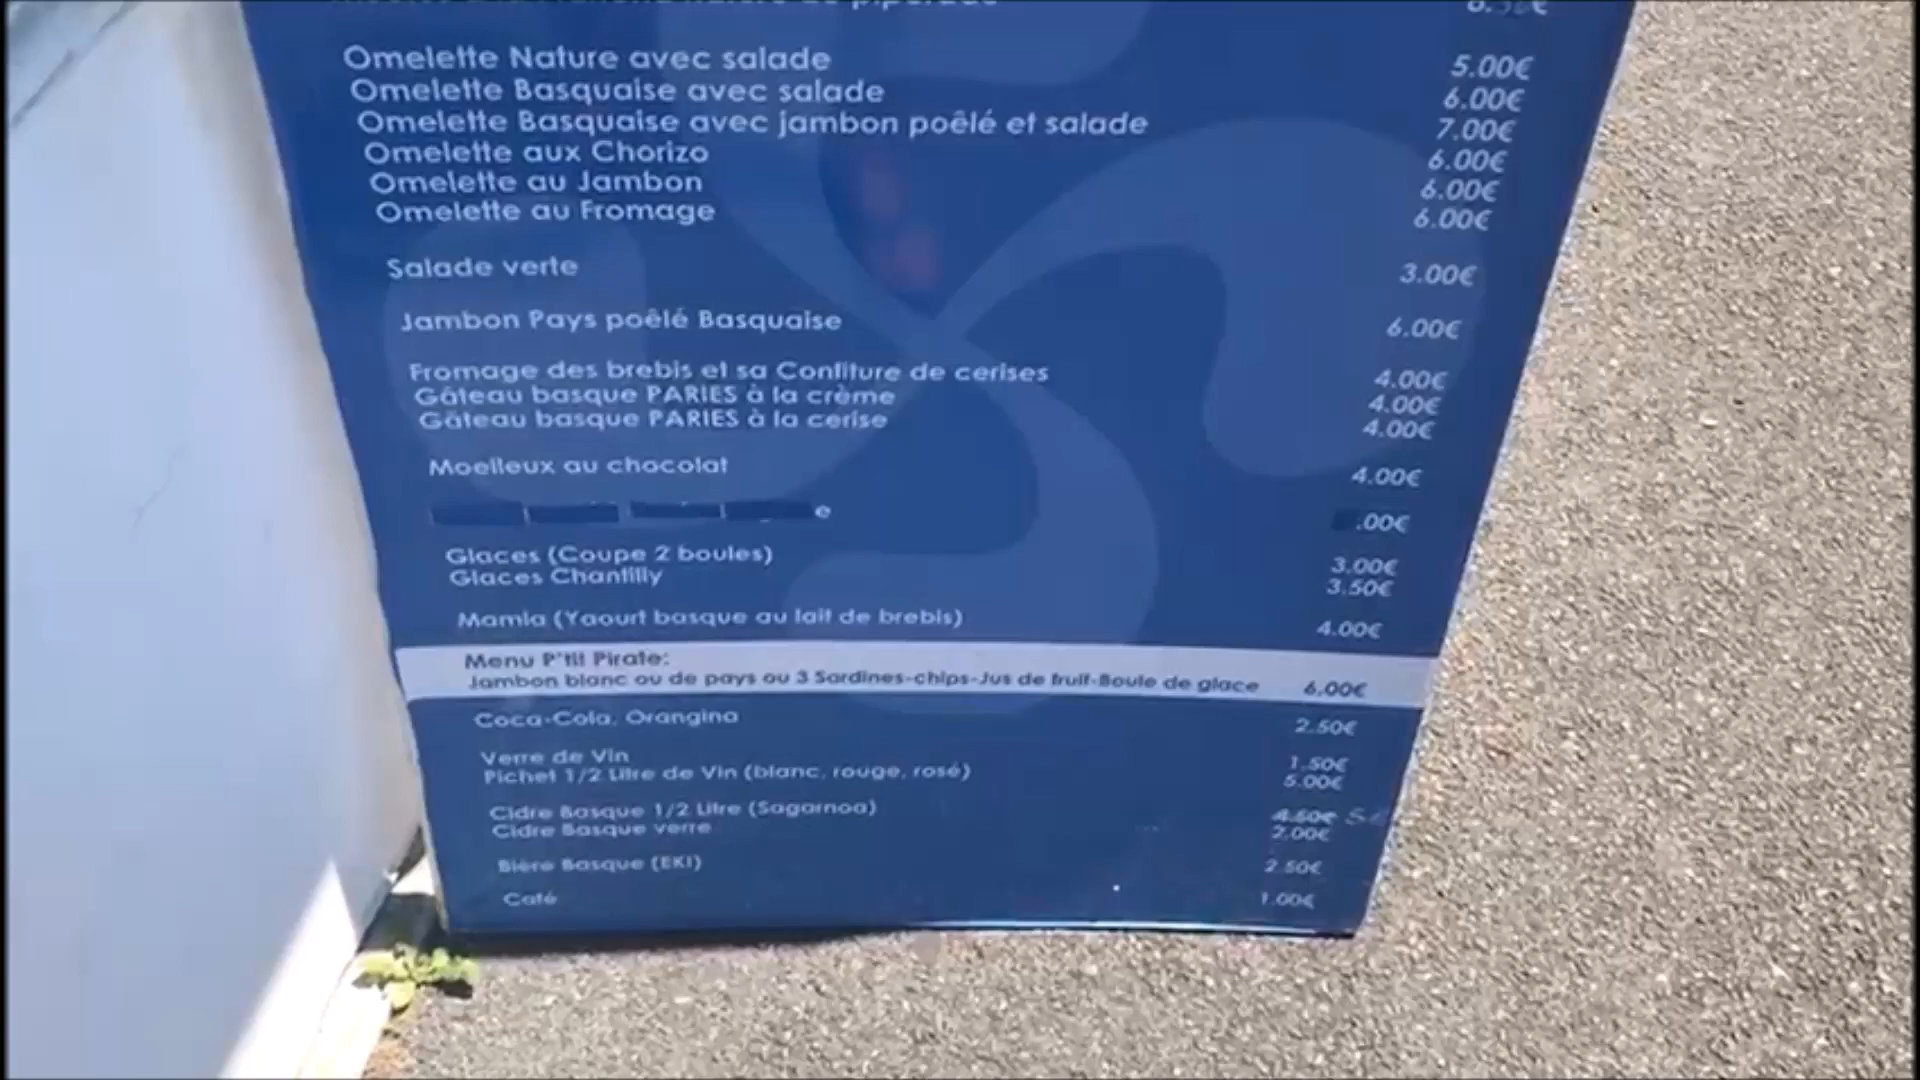 Omelette Nature avec salade 5.00€
Omelette Basquaise avec salade 6.00€
Omelette Basquaise avec jambon poêlé et salade 7.00€
Omelette aux Chorizo 6.00€
Omelette au Jambon 6.00€
Omelette au Fromage 6.00€
Salade verte 3.00€
Jambon Pays poêlé Basquaise 6.00€
Fromage des brebis et sa Confiture de cerises 4.00€
Gâteau basque PARIES à la crème 4.00€
Gâteau basque PARIES à la cerise 4.00€
Moelleux au chocolat 4.00€
e .00€
Glaces (Coupe 2 boules) 3.00€
Glaces Chantilly 3.50€
Mamia (Yaourt basque au lait de brebis) 4.00€
Menu P'tit Pirate:
Jambon blanc ou de pays ou 3 Sardines-chips-Jus de fruit-Boule de glace 6.00€
Coca-Cola, Orangina 2.50€
Verre de Vin 1.50€
Pichet 1/2 Litre de Vin (blanc, rouge, rosé) 5.00€
Cidre Basque 1/2 Litre (Sagarnoa) 4.50€ 5€
Cidre Basque verre 2.00€
Bière Basque (EKI) 2.50€
Café 1.00€